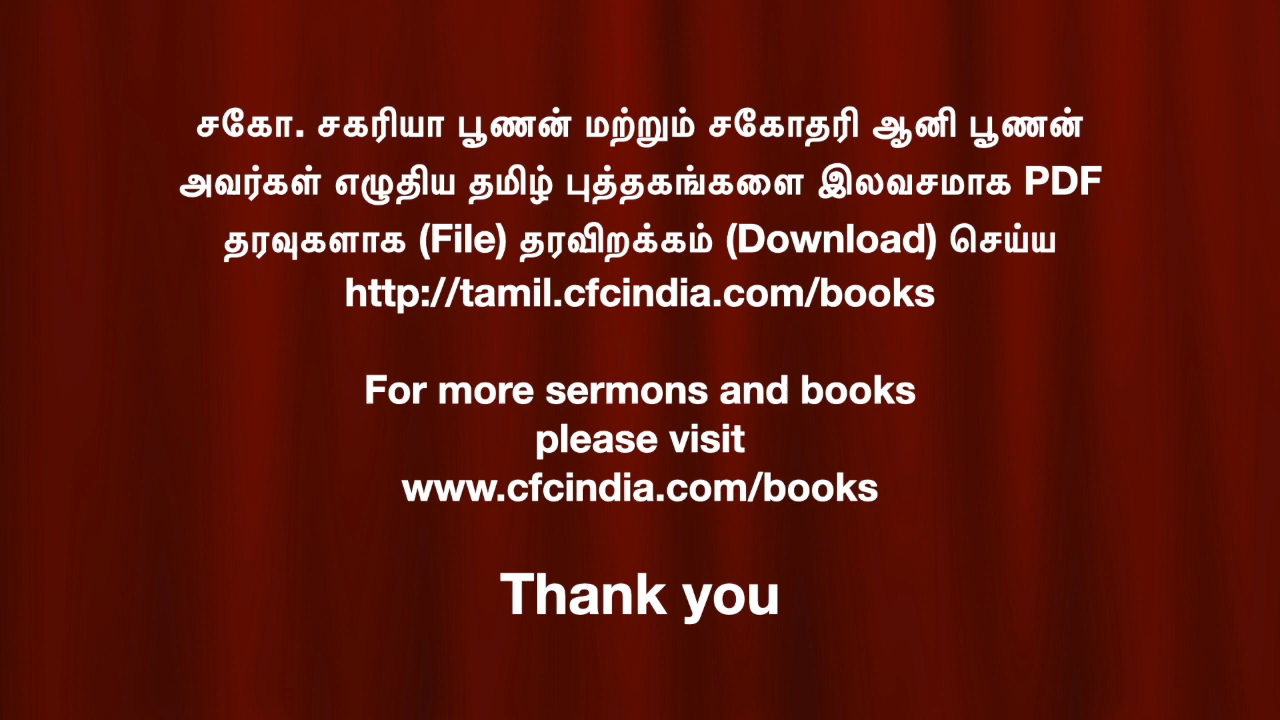 சகோ. சகரியா பூணன் மற்றும் சகோதரி ஆனி பூணன்
அவர்கள் எழுதிய தமிழ் புத்தகங்களை இலவசமாக PDF
தரவுகளாக (File) தரவிறக்கம் (Download) செய்ய
http://tamil.cfcindia.com/books
For more sermons and books
please visit
www.cfcindia.com/books
Thank you